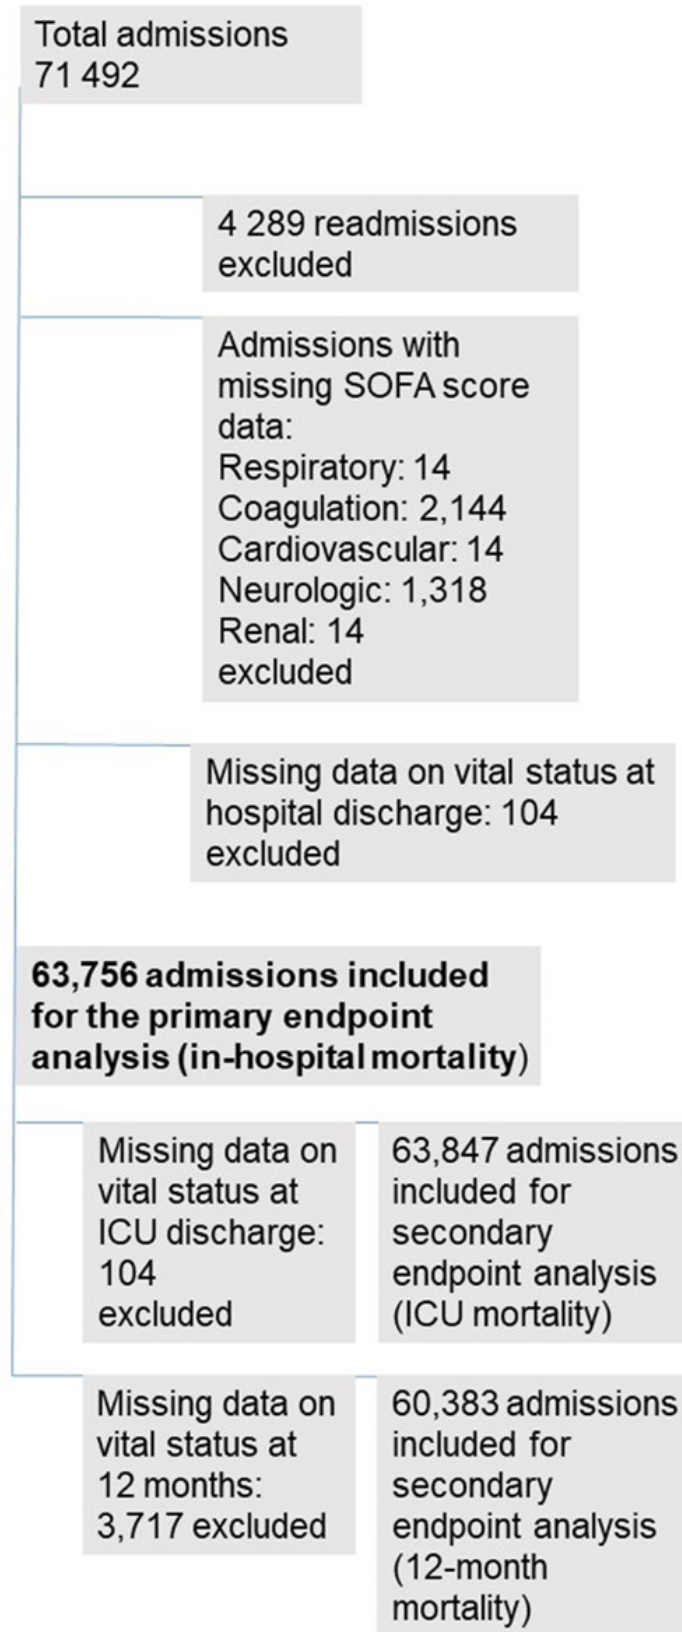 Total admissions
71 492
4 289 readmissions
excluded
Admissions with
missing SOFA score
data:
Respiratory: 14
Coagulation: 2,144
Cardiovascular: 14
Neurologic: 1,318
Renal: 14
excluded
Missing data on vital status at
hospital discharge: 104
excluded
63,756 admissions included
for the primary endpoint
analysis (in-hospital mortality)
Missing data on
vital status at
ICU discharge:
104
excluded
63,847 admissions
included for
secondary
endpoint analysis
(ICU mortality)
Missing data on
vital status at
12 months:
3,717 excluded
60,383 admissions
included for
secondary
endpoint analysis
(12-month
mortality)